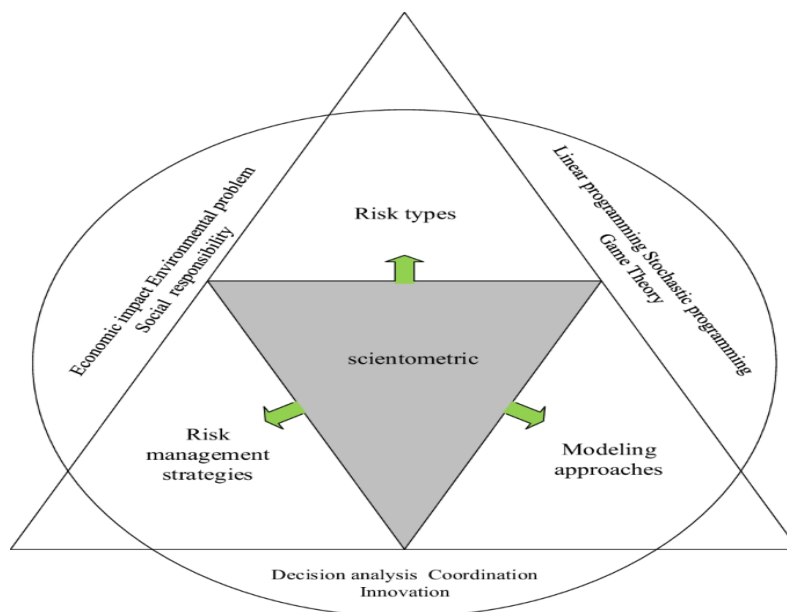 Economic impact Environmental problem
Social responsibility
Linear programming Stochastic programming
Game Theory
Risk types
scientometric
Risk
management
strategies
Modeling
approaches
Decision analysis Coordination
Innovation